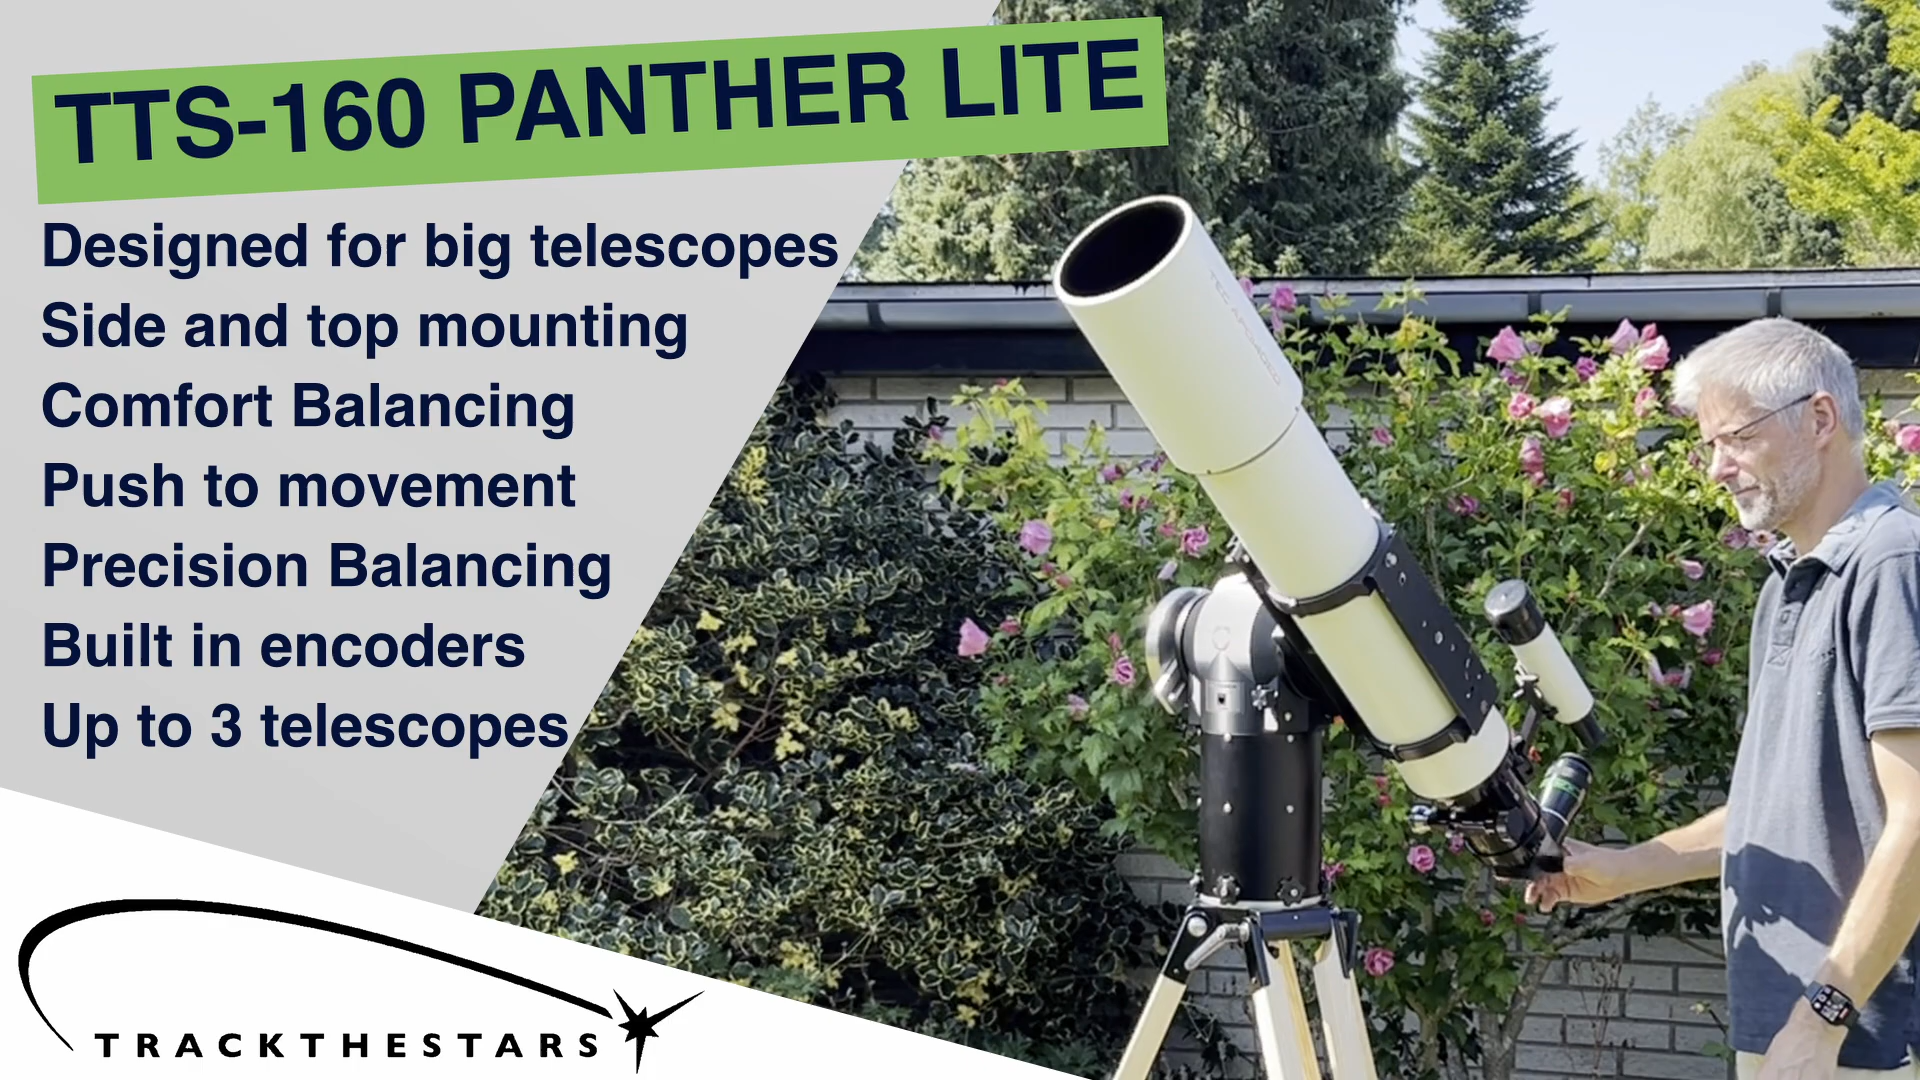 TTS-160 PANTHER LITE
Designed for big telescopes
Side and top mounting
Comfort Balancing
Push to movement
Precision Balancing
Built in encoders
Up to 3 telescopes
TRACKTHESTARS